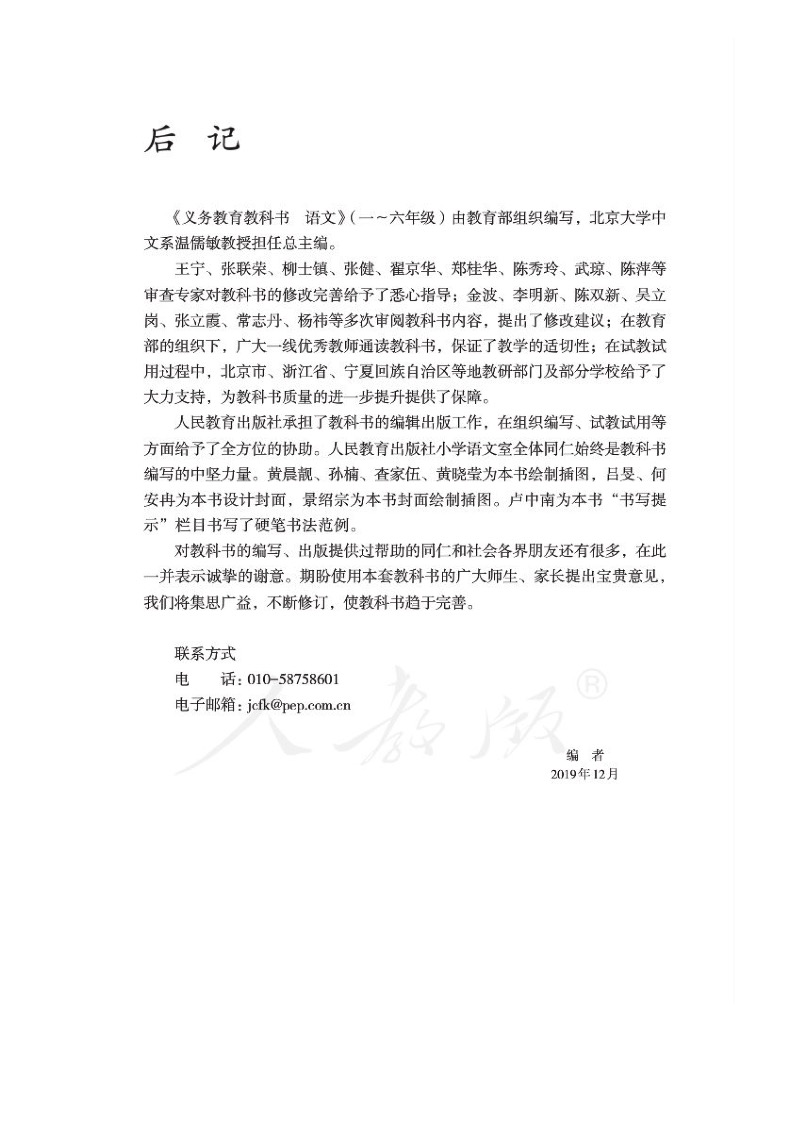 后 记
《义务教育教科书 语文》(一~六年级)由教育部组织编写，北京大学中
文系温儒敏教授担任总主编。
王宁、张联荣、柳士镇、张健、翟京华、郑桂华、陈秀玲、武琼、陈萍等
审查专家对教科书的修改完善给予了悉心指导；金波、李明新、陈双新、吴立
岗、张立霞、常志丹、杨祎等多次审阅教科书内容，提出了修改建议；在教育
部的组织下，广大一线优秀教师通读教科书，保证了教学的适切性；在试教试
用过程中，北京市、浙江省、宁夏回族自治区等地教研部门及部分学校给予了
大力支持，为教科书质量的进一步提升提供了保障。
人民教育出版社承担了教科书的编辑出版工作，在组织编写、试教试用等
方面给予了全方位的协助。人民教育出版社小学语文室全体同仁始终是教科书
编写的中坚力量。黄晨靓、孙楠、查家伍、黄晓莹为本书绘制插图，吕旻、何
安冉为本书设计封面，景绍宗为本书封面绘制插图。卢中南为本书“书写提
示”栏目书写了硬笔书法范例。
对教科书的编写、出版提供过帮助的同仁和社会各界朋友还有很多，在此
一并表示诚挚的谢意。期盼使用本套教科书的广大师生、家长提出宝贵意见，
我们将集思广益，不断修订，使教科书趋于完善。
联系方式
电 话：010-58758601
电子邮箱：jcfk@pep.com.cn
人教版®
编 者
2019年12月